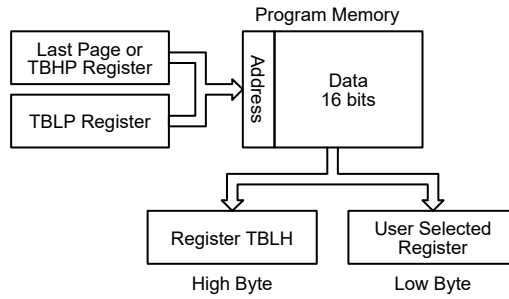 Program Memory
Last Page or
TBHP Register
TBLP Register
Address
Data
16 bits
Register TBLH
User Selected
Register
High Byte
Low Byte